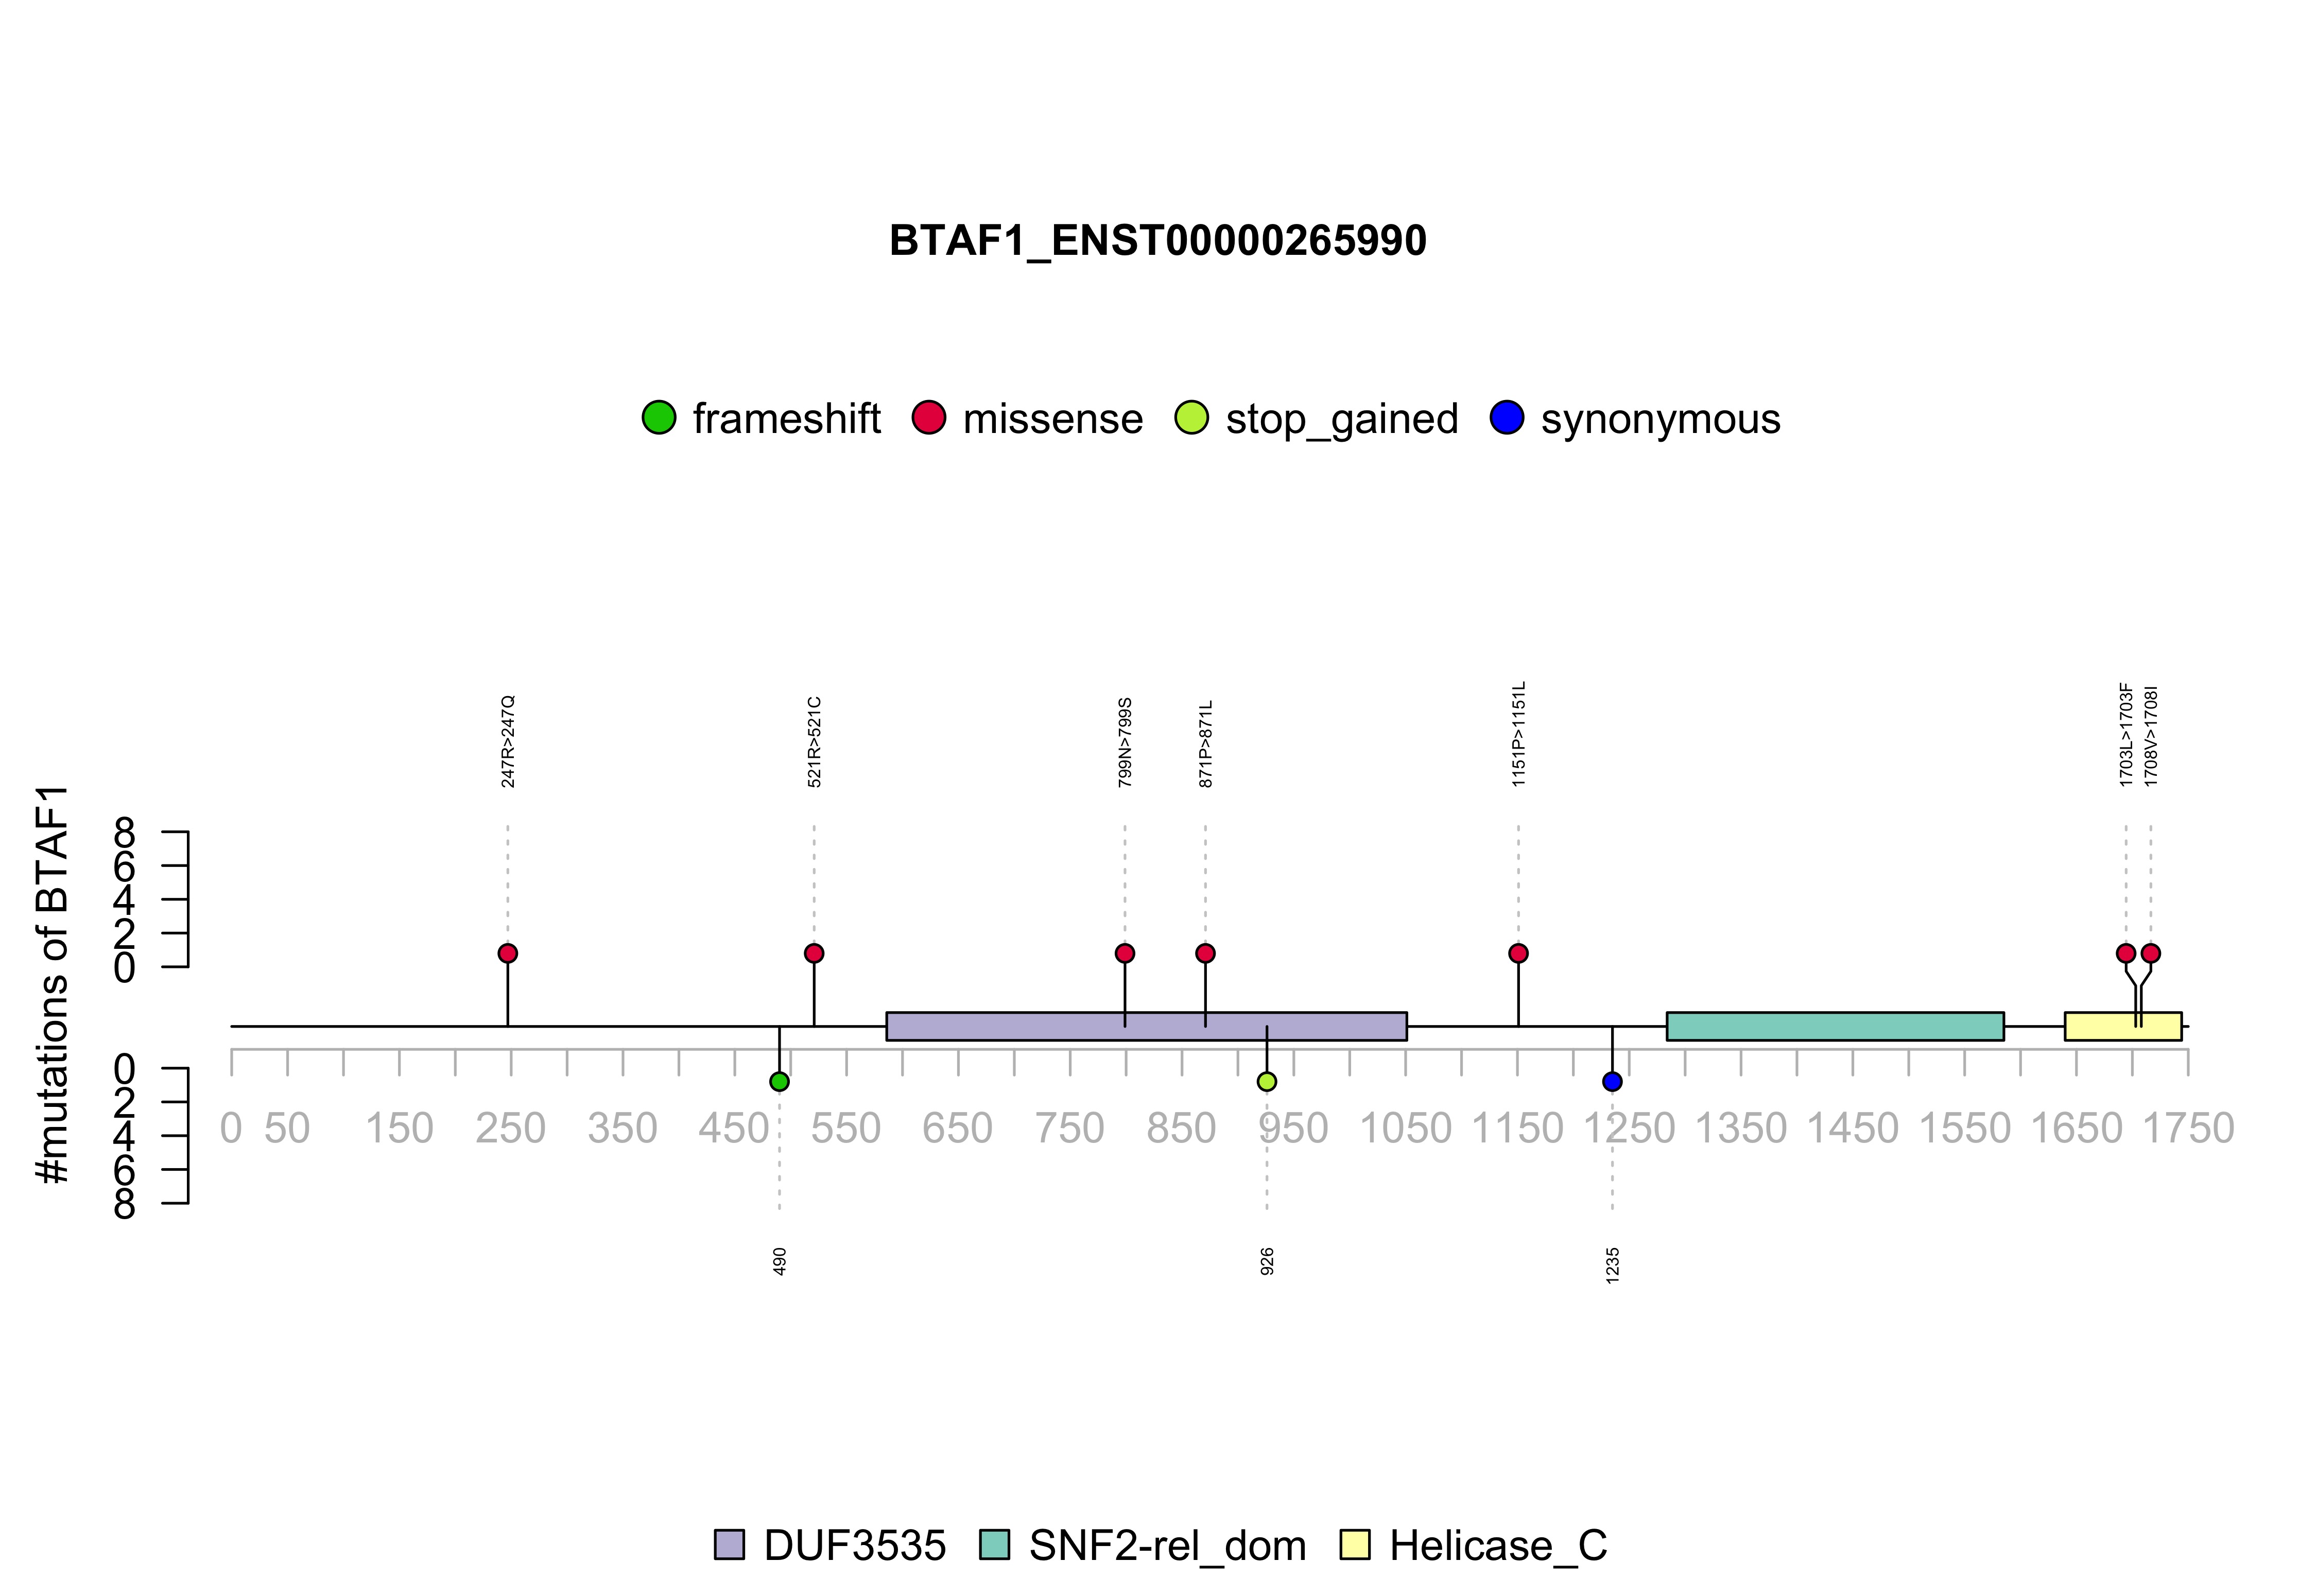 BTAF1_ENST00000265990
frameshift missense stop_gained synonymous
247R>247Q
521R>521C
799N>799S
871P>871L
1151P>1151L
1703L>1703F
1708V>1708I
#mutations of BTAF1
8
6
4
2
0
0
2
4
6
8
0 50 150 250 350 450 550 650 750 850 950 1050 1150 1250 1350 1450 1550 1650 1750
490
926
1235
DUF3535 SNF2-rel_dom Helicase_C